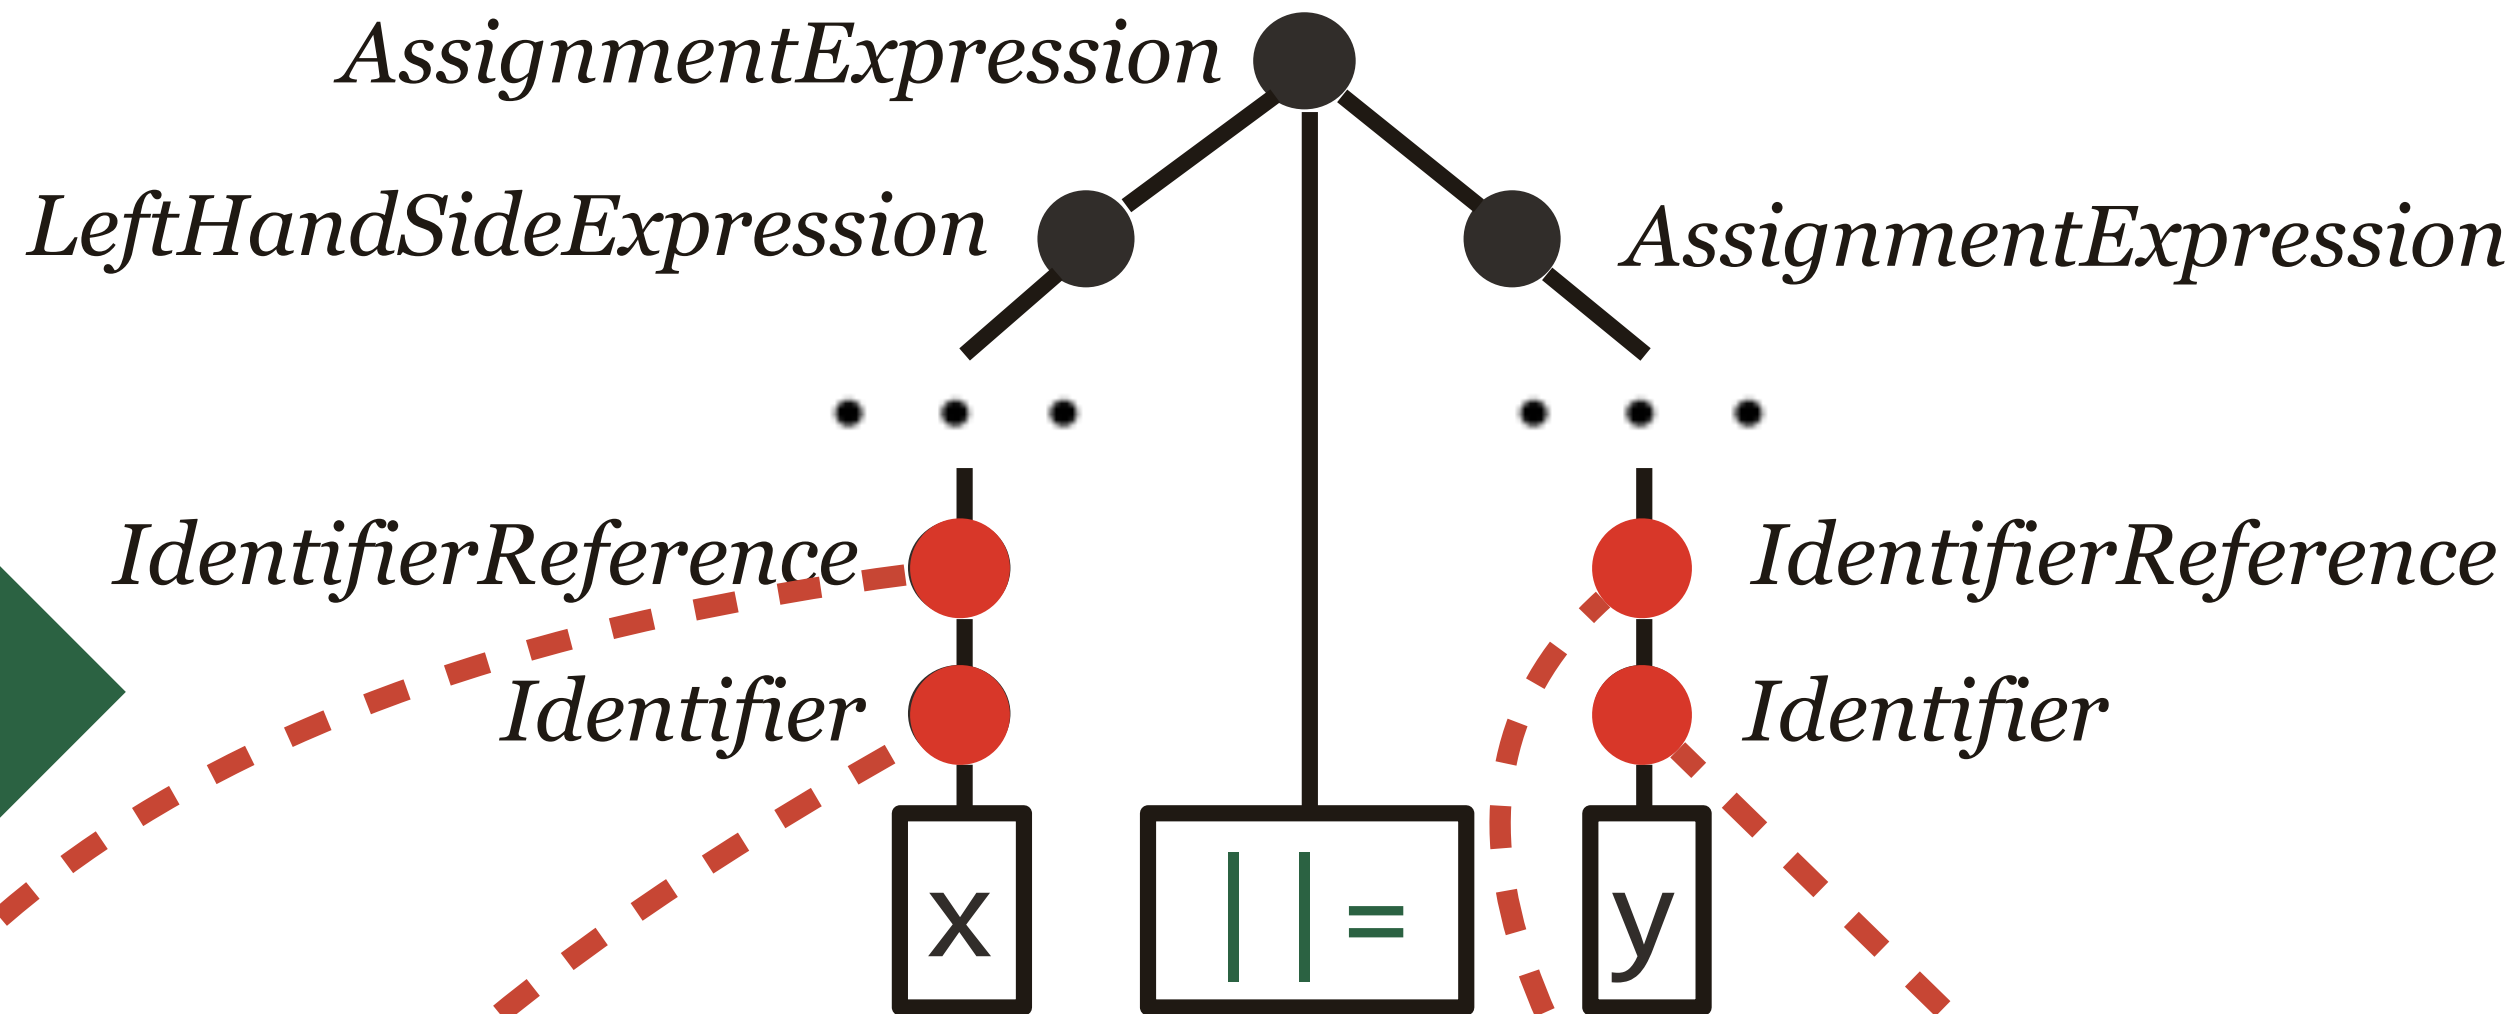 AssignmentExpression
LeftHandSideExpression AssignmentExpression
IdentifierReference IdentifierReference
Identifier Identifier
x ||= y